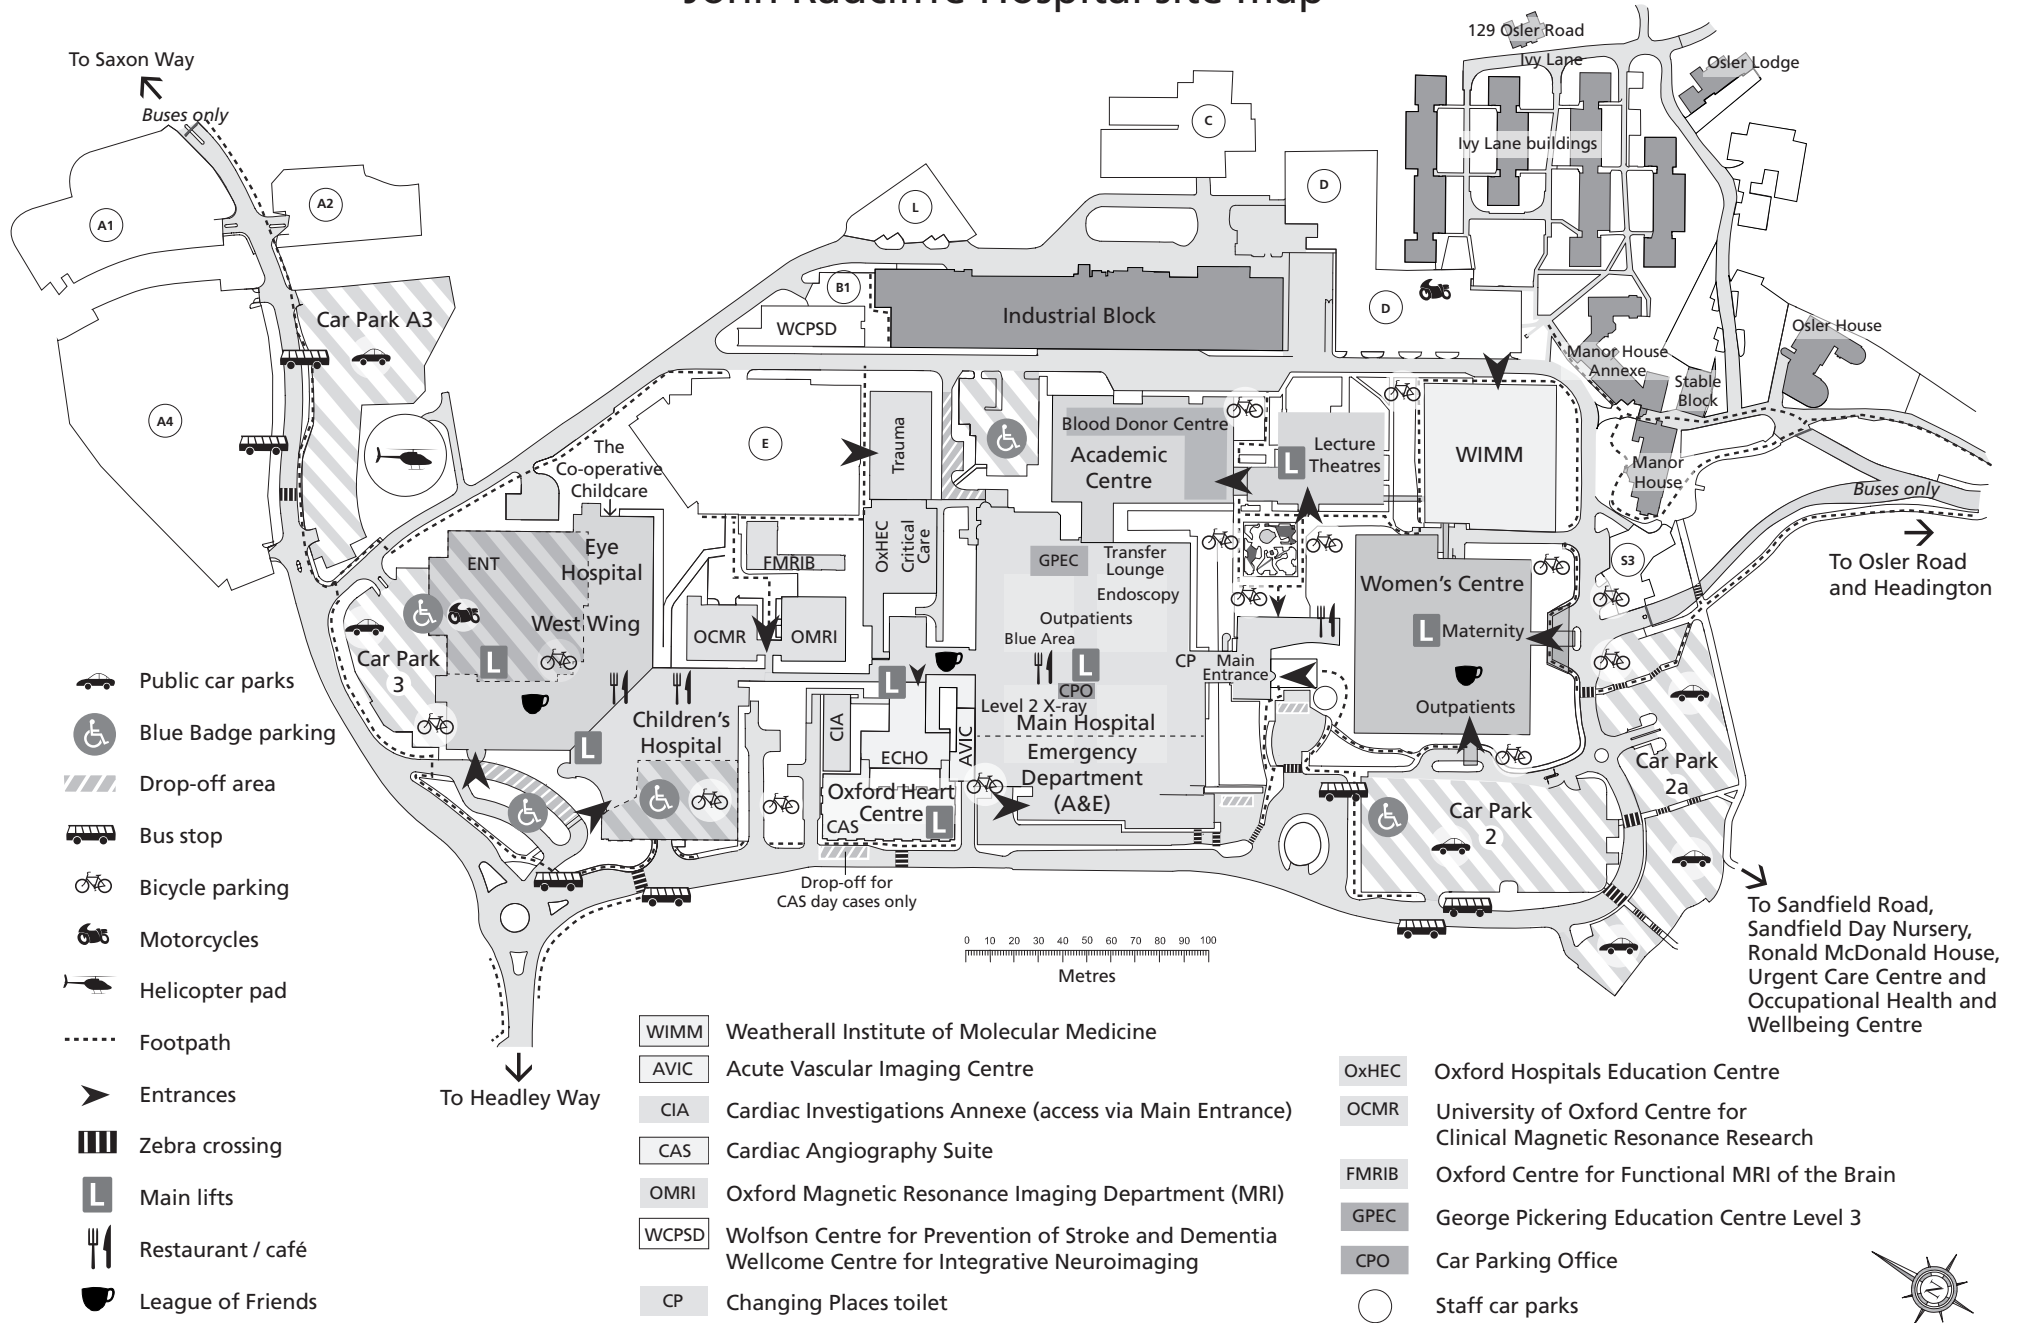 John Radcliffe Hospital site map
To Saxon Way
Buses only
A1
A2
Car Park A3
A4
L
C
D
D
B1
WCPSD
Industrial Block
129 Osler Road
Ivy Lane
Osler Lodge
Ivy Lane buildings
Osler House
Manor House
Annexe
Stable
Block
Manor
House
Buses only
To Osler Road
and Headington
S3
E
Trauma
Blood Donor Centre
Academic
Centre
L
Lecture
Theatres
WIMM
The
Co-operative
Childcare
ENT
Eye
Hospital
West Wing
L
Car Park
3
FMRIB
OCMR
OMRI
OxHEC
Critical
Care
GPEC
Transfer
Lounge
Endoscopy
Outpatients
Blue Area
L
CPO
Level 2 X-ray
Main Hospital
CP
Main
Entrance
Emergency
Department
(A&E)
Women's Centre
L
Maternity
Outpatients
Children's
Hospital
L
CIA
L
ECHO
AVIC
Oxford Heart
Centre
CAS
L
Drop-off for
CAS day cases only
Car Park
2
Car Park
2a
To Sandfield Road,
Sandfield Day Nursery,
Ronald McDonald House,
Urgent Care Centre and
Occupational Health and
Wellbeing Centre
0 10 20 30 40 50 60 70 80 90 100
Metres
To Headley Way
Public car parks
Blue Badge parking
Drop-off area
Bus stop
Bicycle parking
Motorcycles
Helicopter pad
Footpath
Entrances
Zebra crossing
L Main lifts
Restaurant / café
League of Friends
WIMM Weatherall Institute of Molecular Medicine
AVIC Acute Vascular Imaging Centre
CIA Cardiac Investigations Annexe (access via Main Entrance)
CAS Cardiac Angiography Suite
OMRI Oxford Magnetic Resonance Imaging Department (MRI)
WCPSD Wolfson Centre for Prevention of Stroke and Dementia
Wellcome Centre for Integrative Neuroimaging
CP Changing Places toilet
OxHEC Oxford Hospitals Education Centre
OCMR University of Oxford Centre for
Clinical Magnetic Resonance Research
FMRIB Oxford Centre for Functional MRI of the Brain
GPEC George Pickering Education Centre Level 3
CPO Car Parking Office
Staff car parks
N